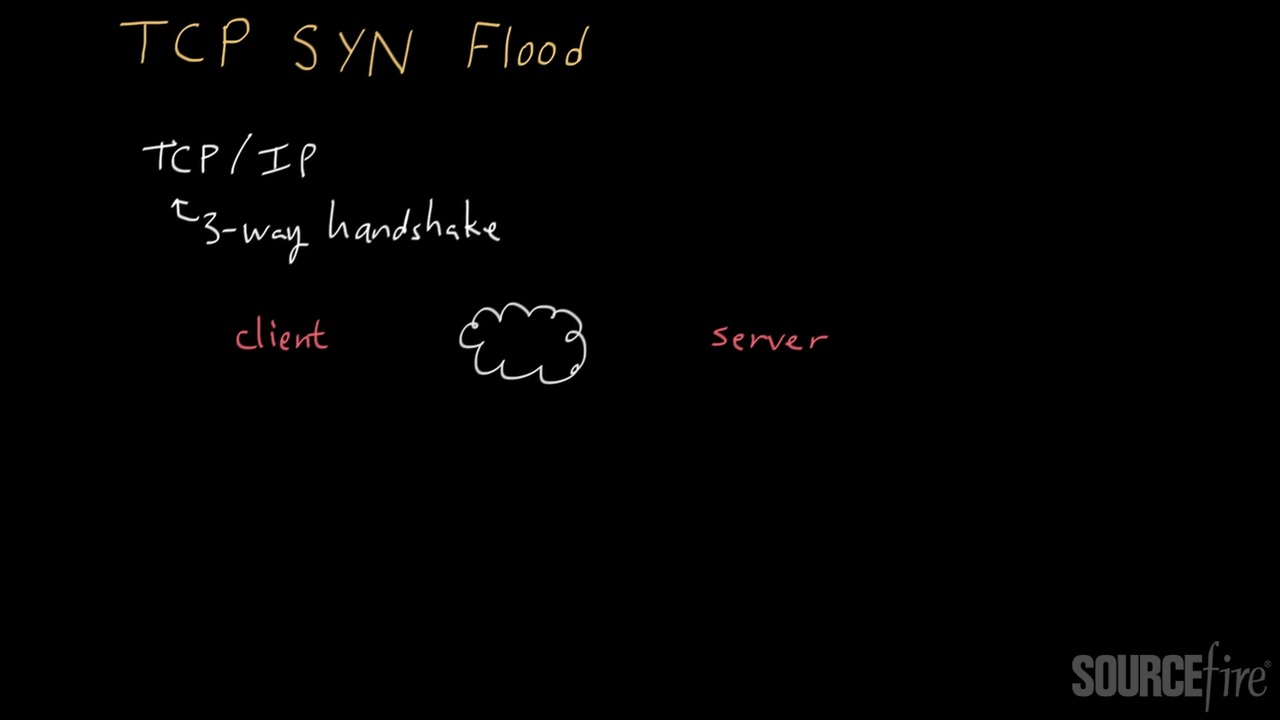 TCP SYN Flood
TCP/IP
3-way handshake
client server
SOURCEfire®